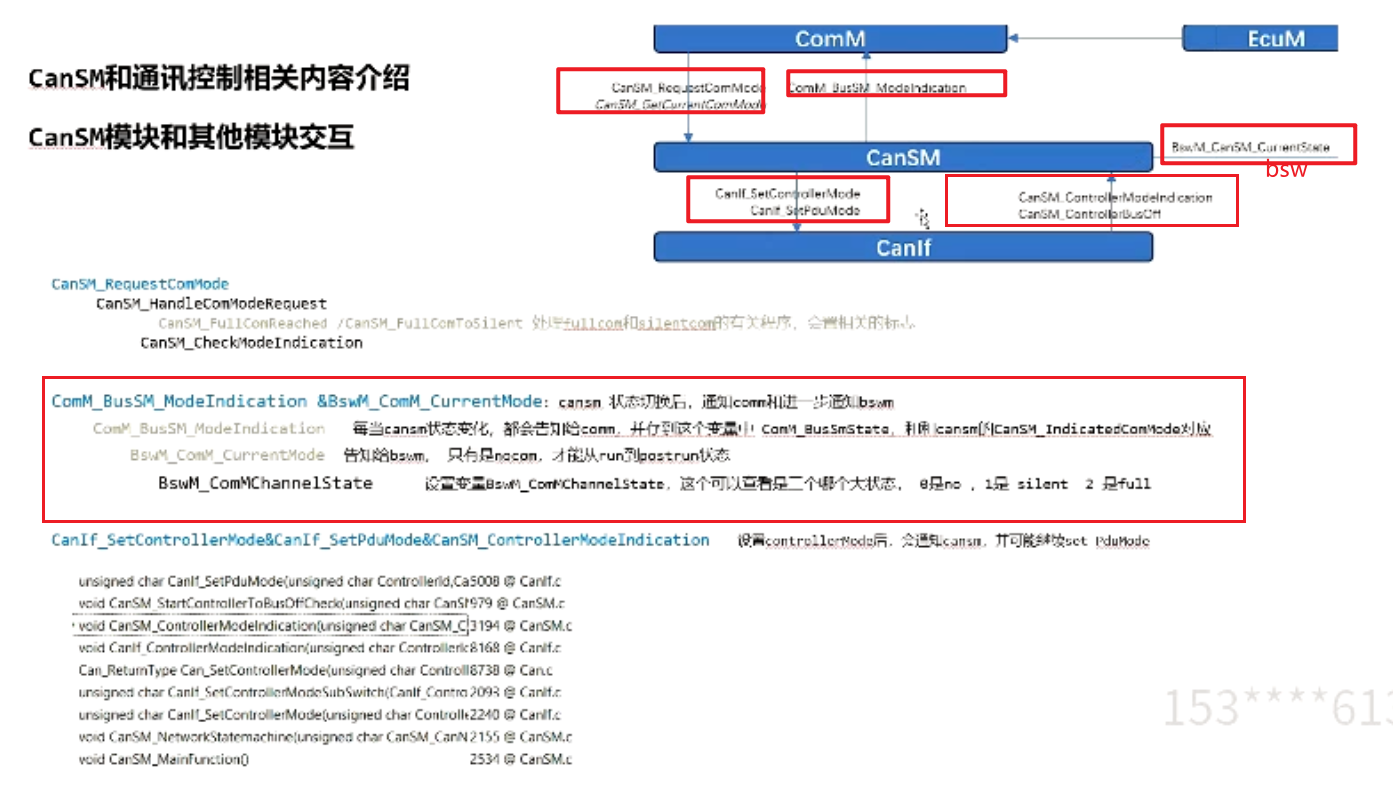 ComM
EcuM
CanSM和通讯控制相关内容介绍
CanSM_RequestComMode
CanSM_GetCurrentComMode
ComM_BusSM_ModeIndication
CanSM模块和其他模块交互
CanSM
BswM_CanSM_CurrentState
bsw
CanIf_SetControllerMode
CanIf_SetPduMode
CanSM_ControllerModeIndication
CanSM_ControllerBusOff
CanIf
CanSM_RequestComMode
CanSM_HandleComModeRequest
CanSM_FullComReached /CanSM_FullComToSilent 处理fullcom和silentcom的有关程序，会置相关的标志
CanSM_CheckModeIndication
ComM_BusSM_ModeIndication &BswM_ComM_CurrentMode：cansm 状态切换后，通知comm和进一步通知bswm
ComM_BusSM_ModeIndication 每当cansm状态变化，都会告知给comm，并存到这个变量中！ComM_BusSmState，利用cansm的CanSM_IndicatedComMode对应
BswM_ComM_CurrentMode 告知给bswm， 只有是nocom，才能从run到postrun状态
BswM_ComMChannelState 设置变量BswM_ComMChannelState，这个可以查看是三个哪个大状态， 0是no ，1是 silent 2 是full
CanIf_SetControllerMode&CanIf_SetPduMode&CanSM_ControllerModeIndication 设置controllerMode后，会通知cansm，并可能继续set PduMode
unsigned char CanIf_SetPduMode(unsigned char ControllerId,Ca5008 @ CanIf.c
void CanSM_StartControllerToBusOffCheck(unsigned char CanSM979 @ CanSM.c
void CanSM_ControllerModeIndication(unsigned char CanSM_C3194 @ CanSM.c
void CanIf_ControllerModeIndication(unsigned char ControllerIc8168 @ CanIf.c
Can_ReturnType Can_SetControllerMode(unsigned char Controll8738 @ Can.c
unsigned char CanIf_SetControllerModeSubSwitch(CanIf_Contro2093 @ CanIf.c
unsigned char CanIf_SetControllerMode(unsigned char Controlle2240 @ CanIf.c
void CanSM_NetworkStatemachine(unsigned char CanSM_CanN2155 @ CanSM.c
void CanSM_MainFunction() 2534 @ CanSM.c
153****613